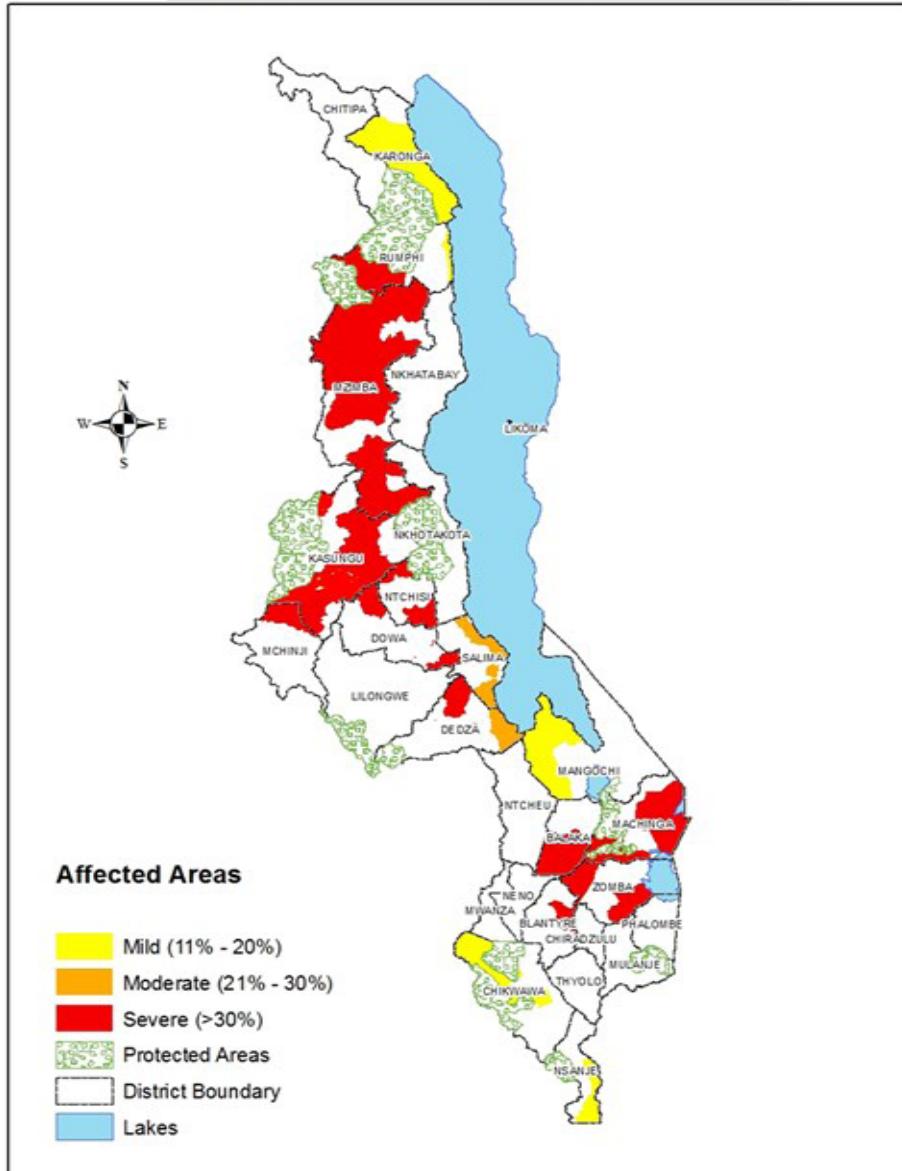 CHITIPA
KARONGA
RUMPHI
NKHATABAY
MZIMBA
N
W E
S
LIKOMA
NKHOTAKOTA
KASUNGU
NTCHISI
DOWA
MCHINJI
SALIMA
LILONGWE
DEDZA
MANGOCHI
NTCHEU
MACHINGA
BALAKA
Affected Areas
ZOMBA
NENO
MWANZA
BLANTYRE
PHALOMBE
CHIRADZULU
Mild (11% - 20%)
MULANJE
Moderate (21% - 30%)
THYOLO
CHIKWAWA
Severe (>30%)
Protected Areas
NSANJE
District Boundary
Lakes